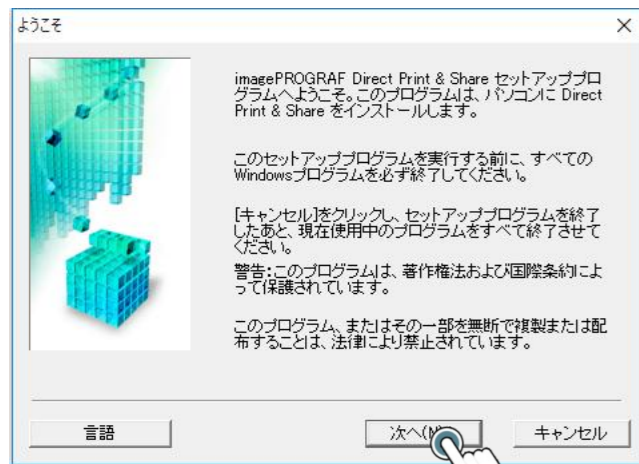 ようこそ
imagePROGRAF Direct Print & Share セットアッププロ
グラムへようこそ。このプログラムは、パソコンに Direct
Print & Share をインストールします。
このセットアッププログラムを実行する前に、すべての
Windowsプログラムを必ず終了してください。
[キャンセル]をクリックし、セットアッププログラムを終了
したあと、現在使用中のプログラムをすべて終了させて
ください。
警告:このプログラムは、著作権法および国際条約によ
って保護されています。
このプログラム、またはその一部を無断で複製または配
布することは、法律により禁止されています。
言語
次へ(N)
キャンセル